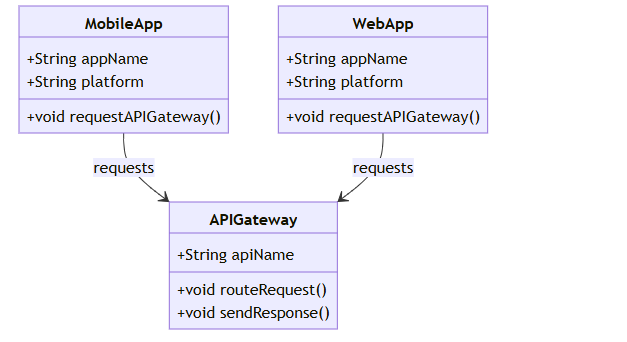 MobileApp
+String appName
+String platform
+void requestAPIGateway()
WebApp
+String appName
+String platform
+void requestAPIGateway()
requests
requests
APIGateway
+String apiName
+void routeRequest()
+void sendResponse()